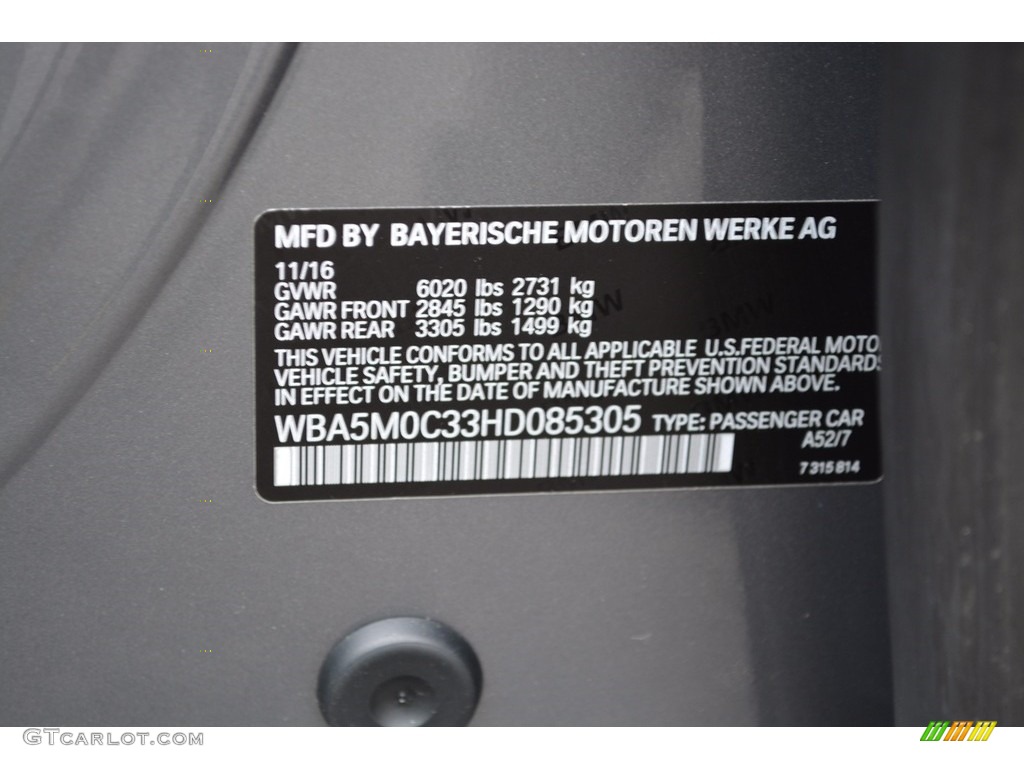 MFD BY BAYERISCHE MOTOREN WERKE AG
11/16
GVWR 6020 lbs 2731 kg
GAWR FRONT 2845 lbs 1290 kg
GAWR REAR 3305 lbs 1499 kg
THIS VEHICLE CONFORMS TO ALL APPLICABLE U.S.FEDERAL MOTO
VEHICLE SAFETY, BUMPER AND THEFT PREVENTION STANDARDS
IN EFFECT ON THE DATE OF MANUFACTURE SHOWN ABOVE.
WBA5M0C33HD085305 TYPE: PASSENGER CAR
A52/7
7 315 814
GTCARLOT.COM